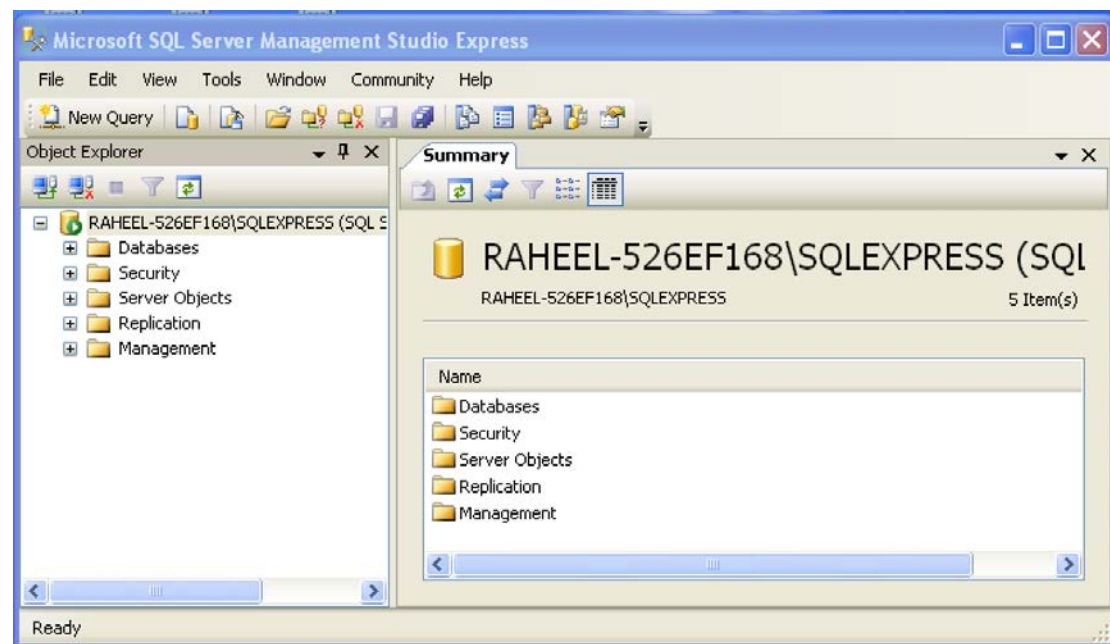 Microsoft SQL Server Management Studio Express
File Edit View Tools Window Community Help
New Query
Object Explorer
RAHEEL-526EF168\SQLEXPRESS (SQL S
Databases
Security
Server Objects
Replication
Management
Summary
RAHEEL-526EF168\SQLEXPRESS (SQL
RAHEEL-526EF168\SQLEXPRESS 5 Item(s)
Name
Databases
Security
Server Objects
Replication
Management
Ready